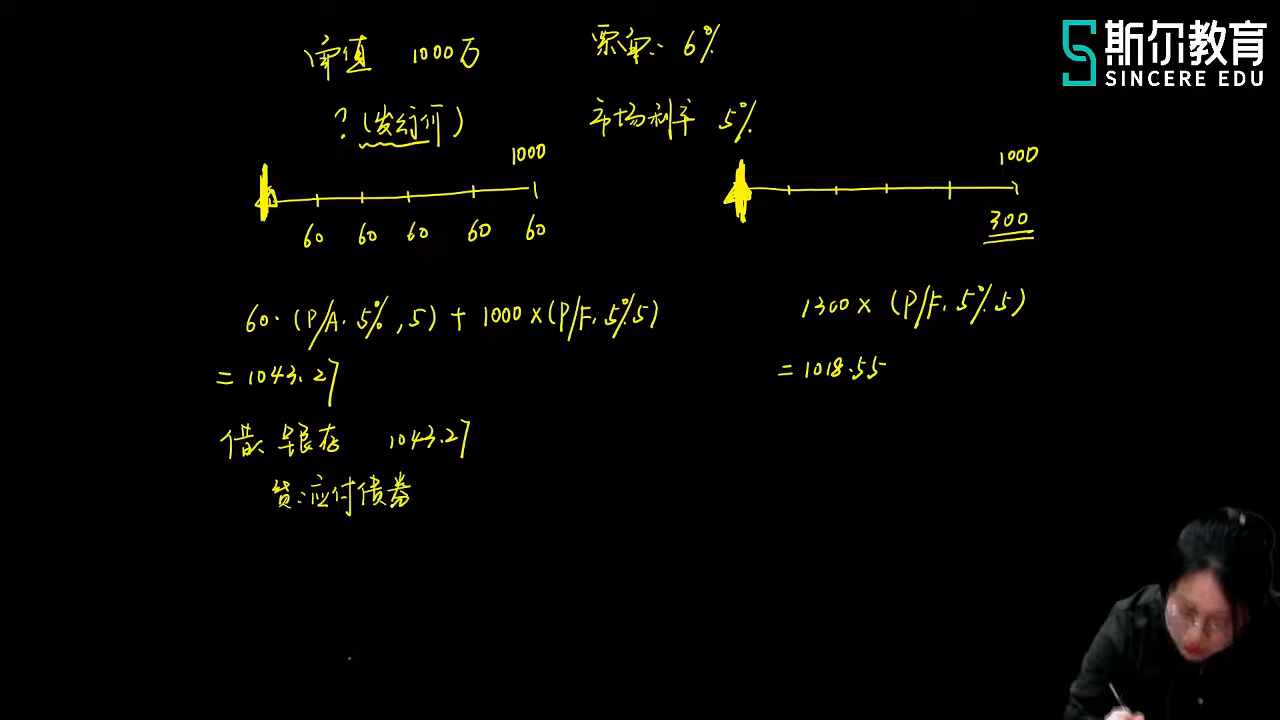 斯尔教育
SINCERE EDU
面值 1000万 票面: 6%
?(发行价) 市场利率 5%
1000
60 60 60 60 60
1000
300
60·(P/A.5%,5)+1000×(P/F.5%5)
=1043.27
1300×(P/F.5%.5)
=1018.55
借: 银存 1043.27
贷:应付债券